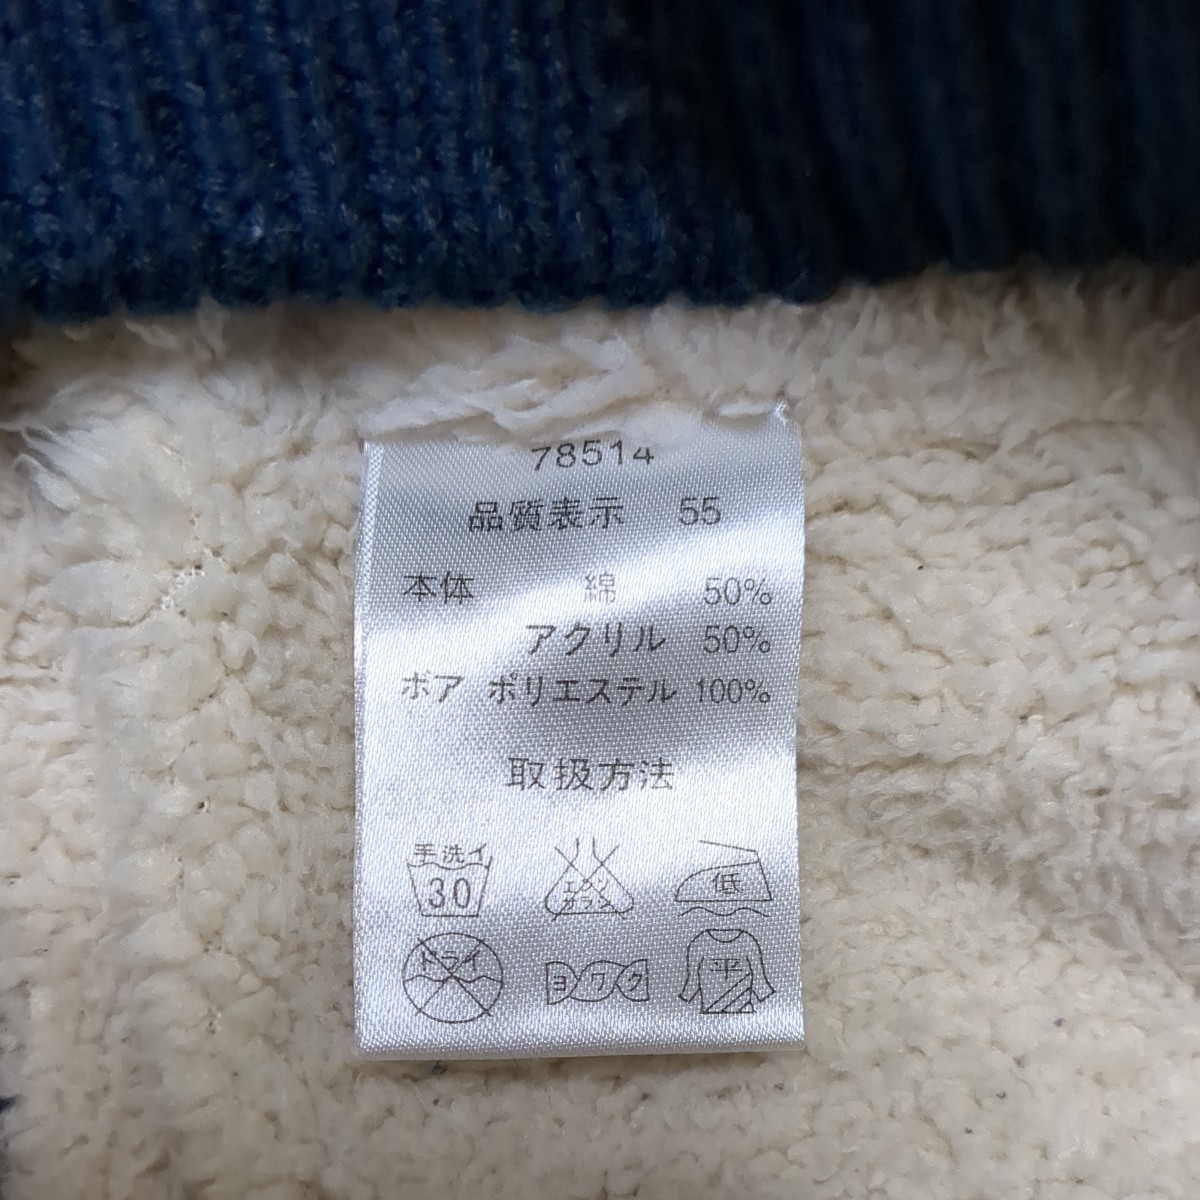 78514
品質表示 55
本体 綿 50%
アクリル 50%
ボア ポリエステル 100%
取扱方法
手洗イ
30
エンソ
サラシ
低
ドライ
ヨワク
平